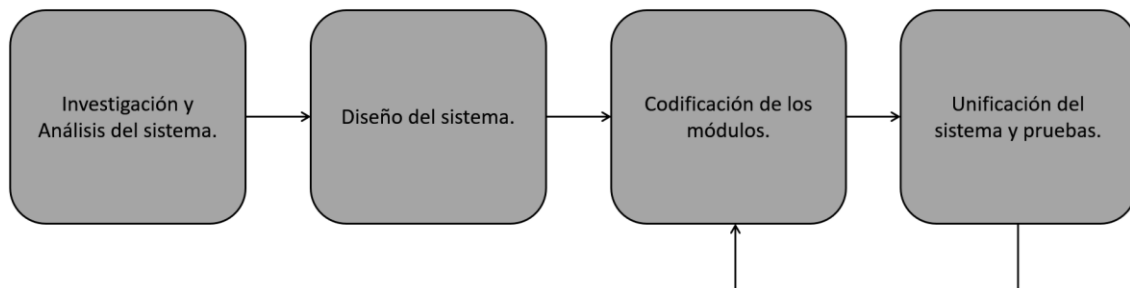 Investigación y
Análisis del sistema.
Diseño del sistema.
Codificación de los
módulos.
Unificación del
sistema y pruebas.